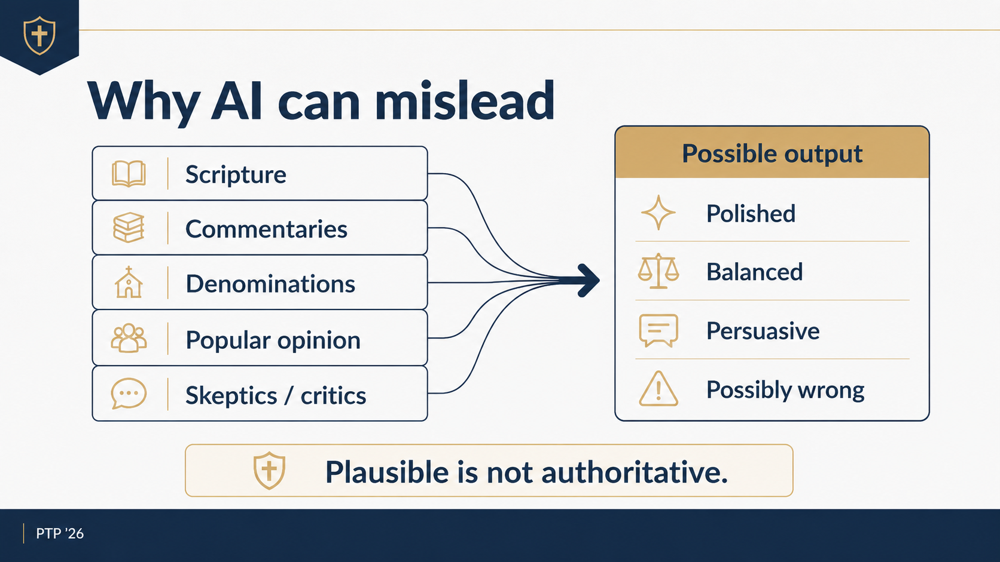 Why AI can mislead
Scripture
Commentaries
Denominations
Popular opinion
Skeptics / critics
Possible output
Polished
Balanced
Persuasive
Possibly wrong
Plausible is not authoritative.
PTP ’26